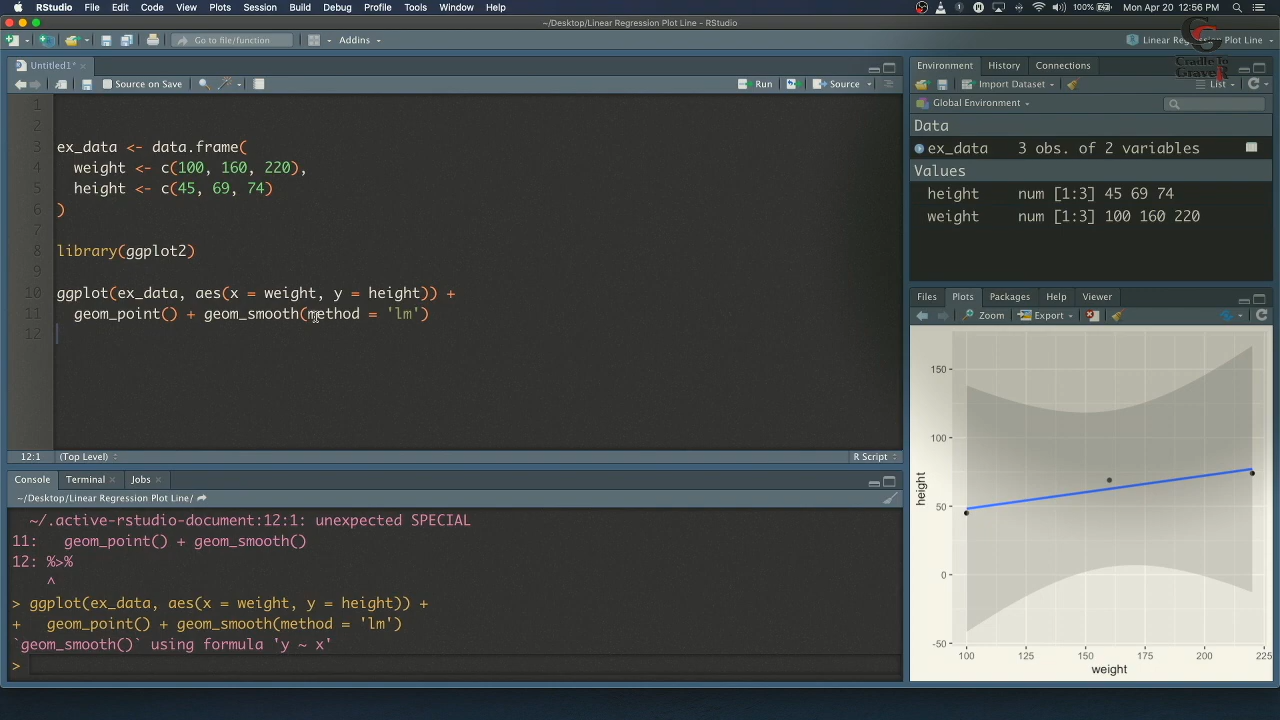 RStudio File Edit Code View Plots Session Build Debug Profile Tools Window Help 100% Mon Apr 20 12:56 PM
~/Desktop/Linear Regression Plot Line - RStudio
Go to file/function Addins Linear Regression Plot Line
Cradle To GraveR
Untitled1*
Source on Save Run Source
1
2
3 ex_data <- data.frame(
4 weight <- c(100, 160, 220),
5 height <- c(45, 69, 74)
6 )
7
8 library(ggplot2)
9
10 ggplot(ex_data, aes(x = weight, y = height)) +
11 geom_point() + geom_smooth(method = 'lm')
12
12:1 (Top Level) R Script
Console Terminal Jobs
~/Desktop/Linear Regression Plot Line/
~/.active-rstudio-document:12:1: unexpected SPECIAL
11: geom_point() + geom_smooth()
12: %>%
^
> ggplot(ex_data, aes(x = weight, y = height)) +
+ geom_point() + geom_smooth(method = 'lm')
`geom_smooth()` using formula 'y ~ x'
>
Environment History Connections
Import Dataset List
Global Environment
Data
ex_data 3 obs. of 2 variables
Values
height num [1:3] 45 69 74
weight num [1:3] 100 160 220
Files Plots Packages Help Viewer
Zoom Export
150
100
50
0
-50
height
100 125 150 175 200 225
weight